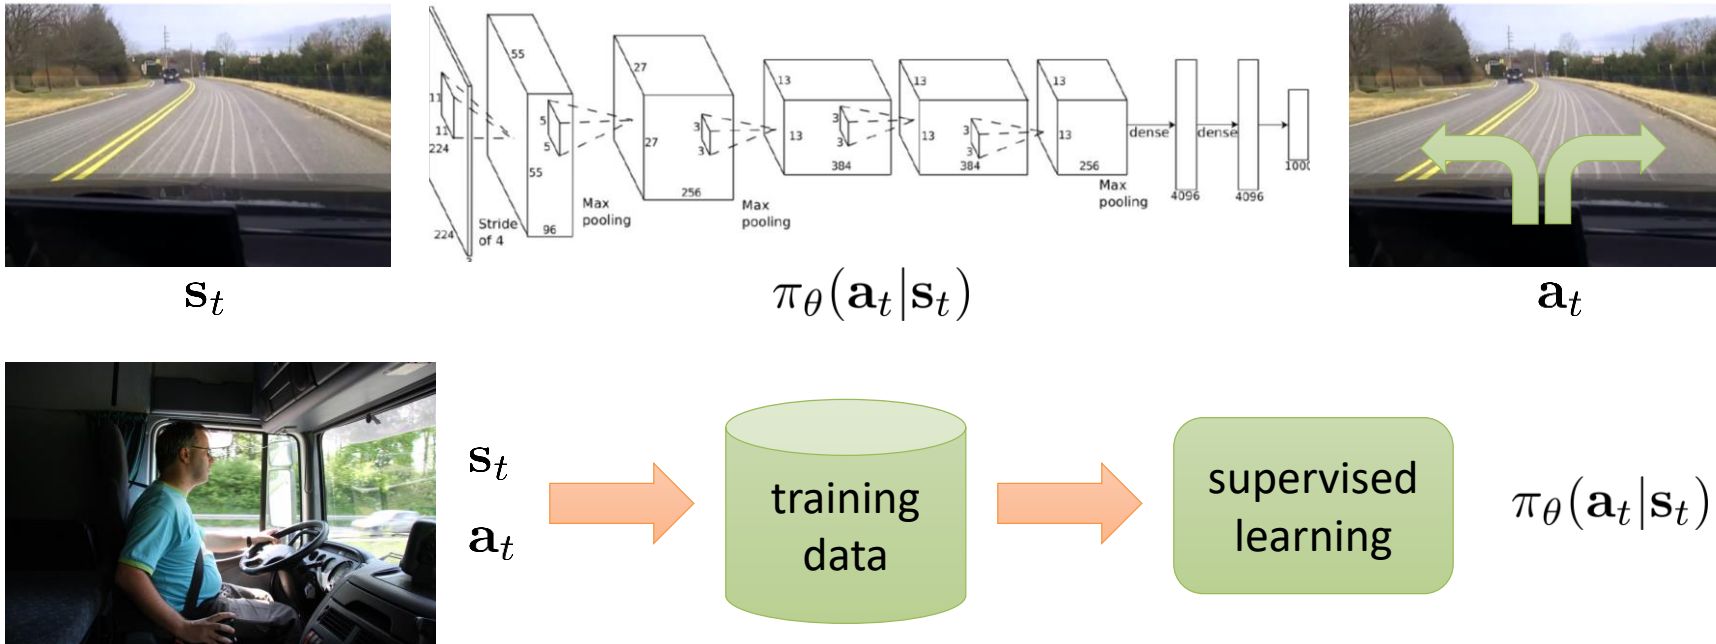 55
27
13
13
13
11
5
3
3
3
11
5
27
3
13
3
13
3
13
dense
dense
224
55
384
384
256
1000
256
Max
pooling
4096
4096
Max
pooling
Max
pooling
Stride
of 4
96
224
3
s_t
π_θ(a_t|s_t)
a_t
s_t
a_t
training
data
supervised
learning
π_θ(a_t|s_t)